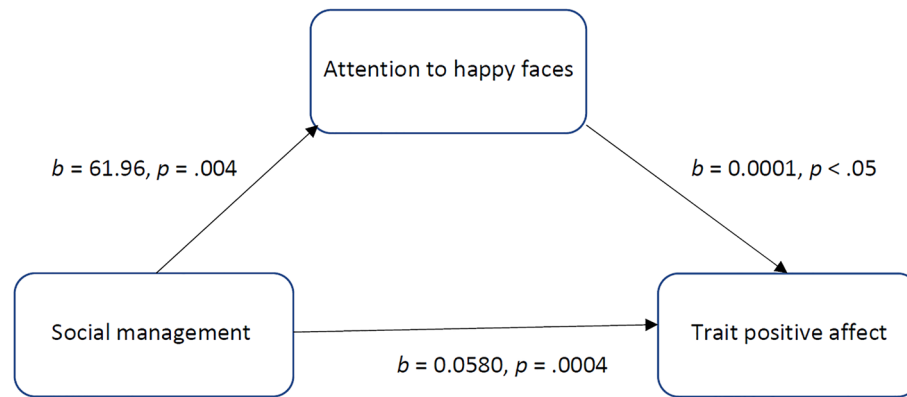 Attention to happy faces
b = 61.96, p = .004
b = 0.0001, p < .05
Social management
Trait positive affect
b = 0.0580, p = .0004